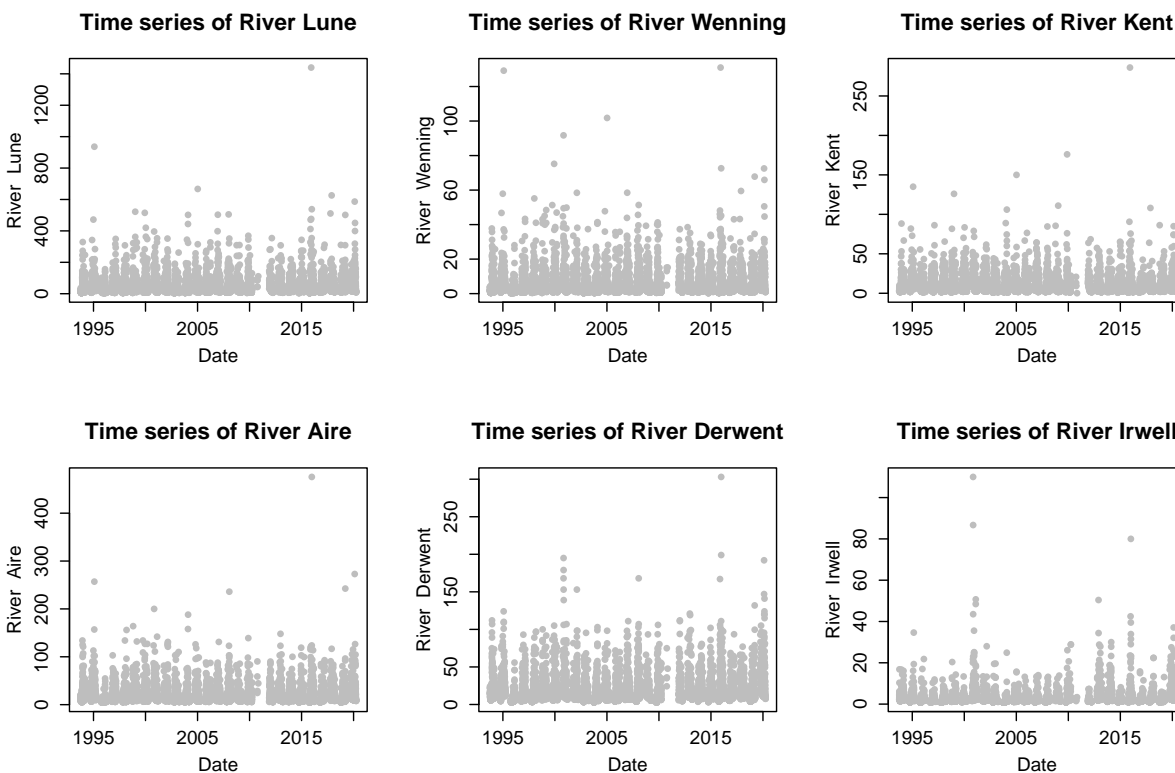 Time series of River Lune
River Lune
0
400
800
1200
1995
2005
2015
Date
Time series of River Wenning
River Wenning
0
20
60
100
1995
2005
2015
Date
Time series of River Kent
River Kent
0
50
150
250
1995
2005
2015
Date
Time series of River Aire
River Aire
0
100
200
300
400
1995
2005
2015
Date
Time series of River Derwent
River Derwent
0
50
150
250
1995
2005
2015
Date
Time series of River Irwell
River Irwell
0
20
40
60
80
1995
2005
2015
Date